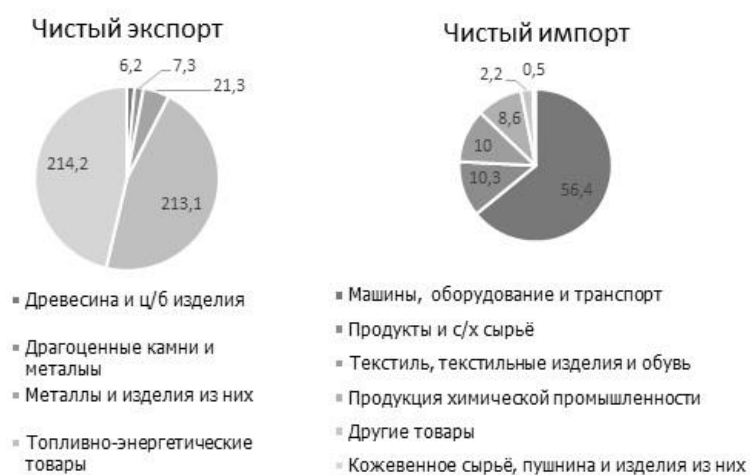 Чистый экспорт
6,2
7,3
21,3
214,2
213,1
Древесина и ц/б изделия
Драгоценные камни и
металыы
Металлы и изделия из них
Топливно-энергетические
товары
Чистый импорт
2,2
0,5
8,6
10
10,3
56,4
Машины, оборудование и транспорт
Продукты и с/х сырьё
Текстиль, текстильные изделия и обувь
Продукция химической промышленности
Другие товары
Кожевенное сырьё, пушнина и изделия из них